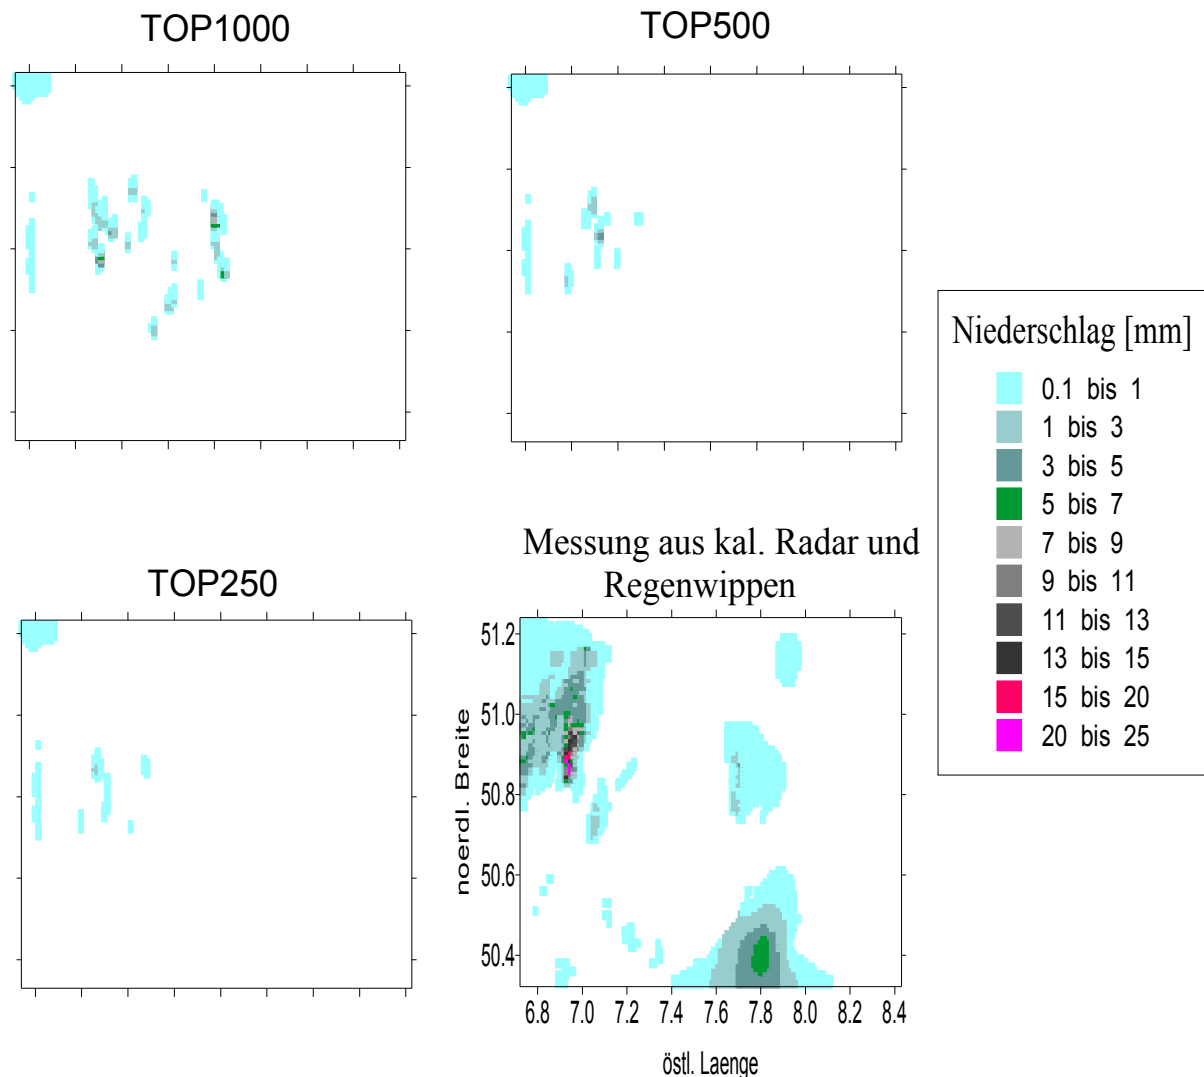 TOP1000
TOP500
Niederschlag [mm]
0.1 bis 1
1 bis 3
3 bis 5
5 bis 7
7 bis 9
9 bis 11
11 bis 13
13 bis 15
15 bis 20
20 bis 25
TOP250
Messung aus kal. Radar und
Regenwippen
noerdl. Breite
51.2
51.0
50.8
50.6
50.4
6.8 7.0 7.2 7.4 7.6 7.8 8.0 8.2 8.4
östl. Laenge